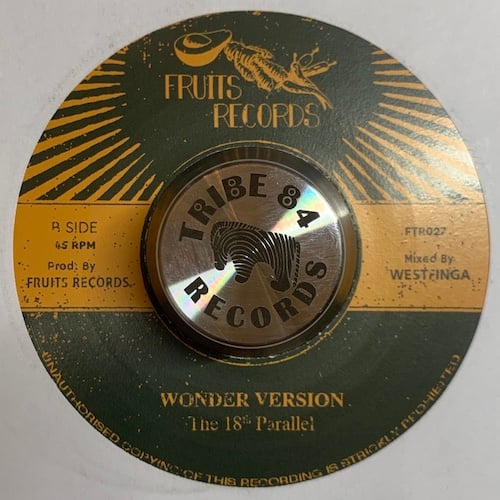 FRUITS
RECORDS
TRIBE 84
RECORDS
B SIDE
45 RPM
Prod. By
FRUITS RECORDS
FTR027
Mixed By
WESTFINGA
WONDER VERSION
The 18th Parallel
UNAUTHORISED COPYING OF THIS RECORDING IS STRICKLY PROHIBITED